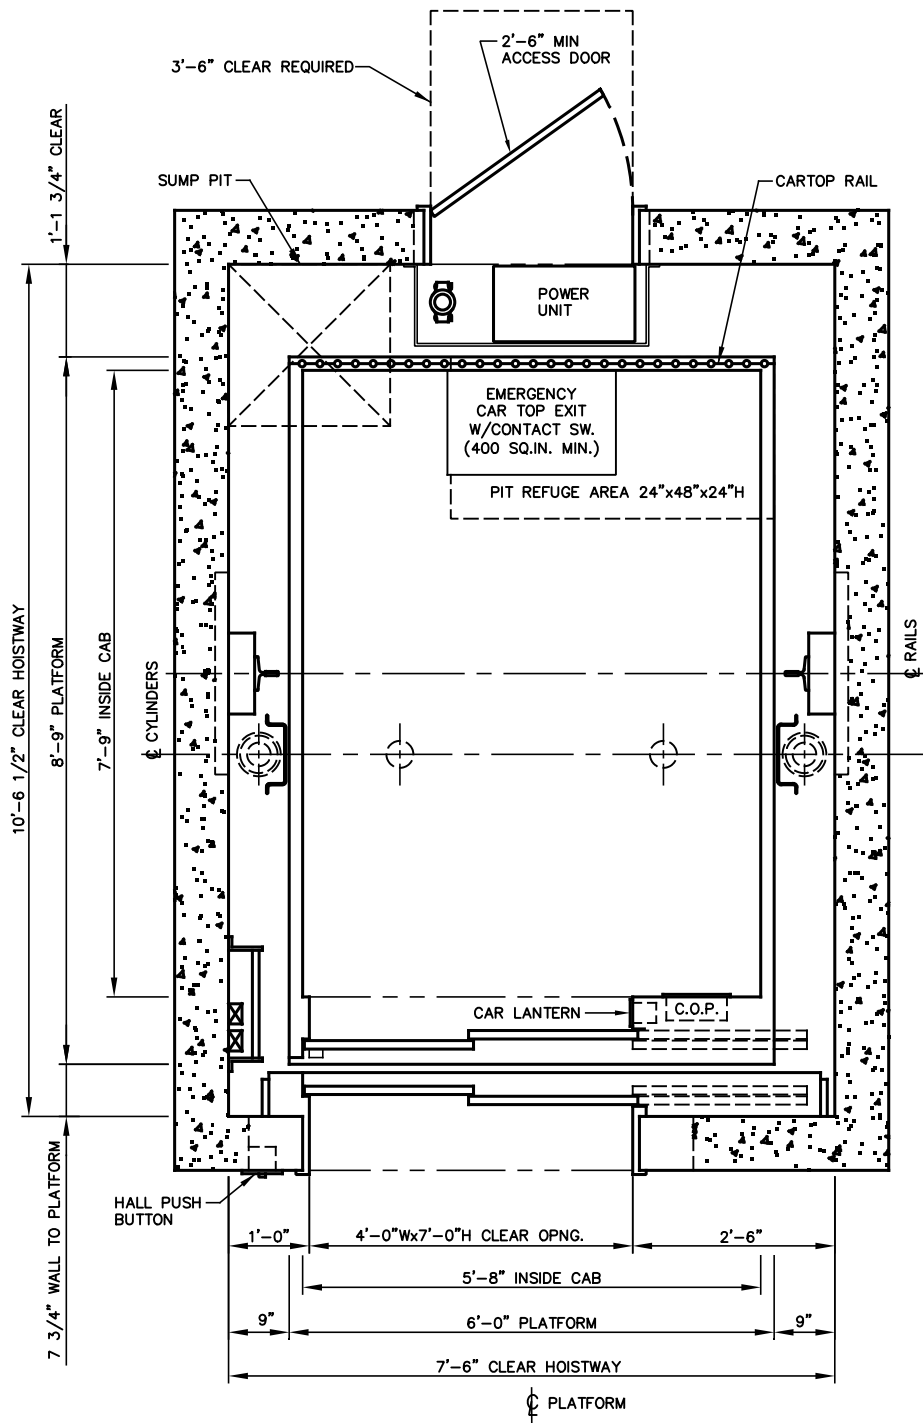 2'-6" MIN
ACCESS DOOR
3'-6" CLEAR REQUIRED
1'-1 3/4" CLEAR
SUMP PIT
CARTOP RAIL
POWER
UNIT
EMERGENCY
CAR TOP EXIT
W/CONTACT SW.
(400 SQ.IN. MIN.)
PIT REFUGE AREA 24"x48"x24"H
10'-6 1/2" CLEAR HOISTWAY
8'-9" PLATFORM
7'-9" INSIDE CAB
℄ CYLINDERS
℄ RAILS
CAR LANTERN
C.O.P.
7 3/4" WALL TO PLATFORM
HALL PUSH
BUTTON
1'-0"
4'-0"Wx7'-0"H CLEAR OPNG.
2'-6"
5'-8" INSIDE CAB
9"
6'-0" PLATFORM
9"
7'-6" CLEAR HOISTWAY
℄ PLATFORM